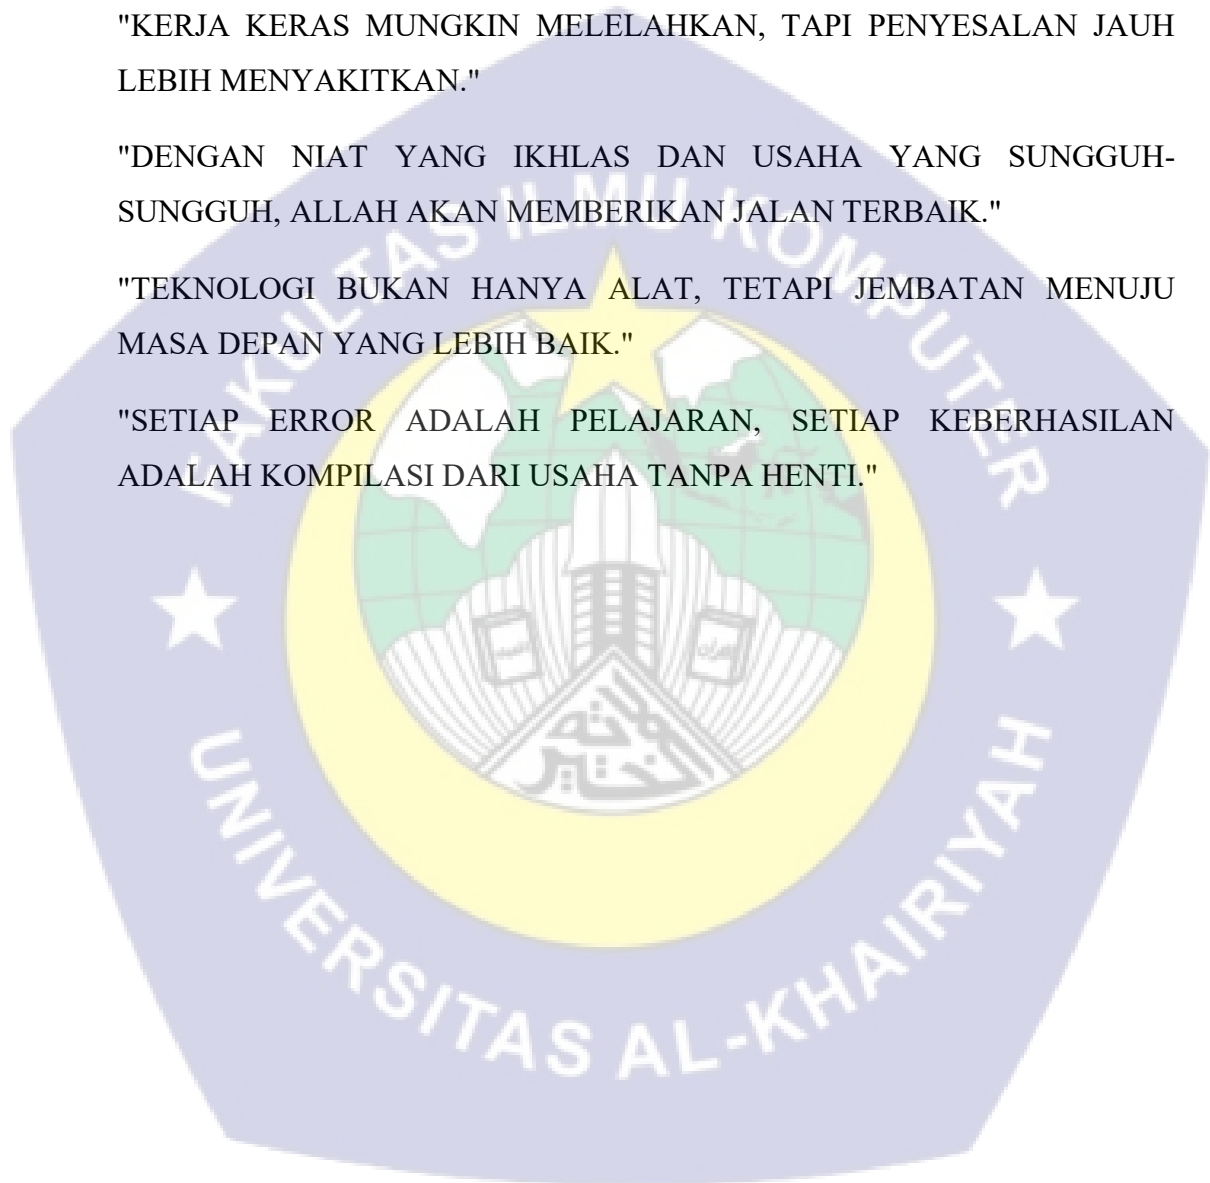 "KERJA KERAS MUNGKIN MELELAHKAN, TAPI PENYESALAN JAUH
LEBIH MENYAKITKAN."
"DENGAN NIAT YANG IKHLAS DAN USAHA YANG SUNGGUH-
SUNGGUH, ALLAH AKAN MEMBERIKAN JALAN TERBAIK."
"TEKNOLOGI BUKAN HANYA ALAT, TETAPI JEMBATAN MENUJU
MASA DEPAN YANG LEBIH BAIK."
"SETIAP ERROR ADALAH PELAJARAN, SETIAP KEBERHASILAN
ADALAH KOMPILASI DARI USAHA TANPA HENTI."
FAKULTAS ILMU KOMPUTER
UNIVERSITAS AL-KHAIRIYAH